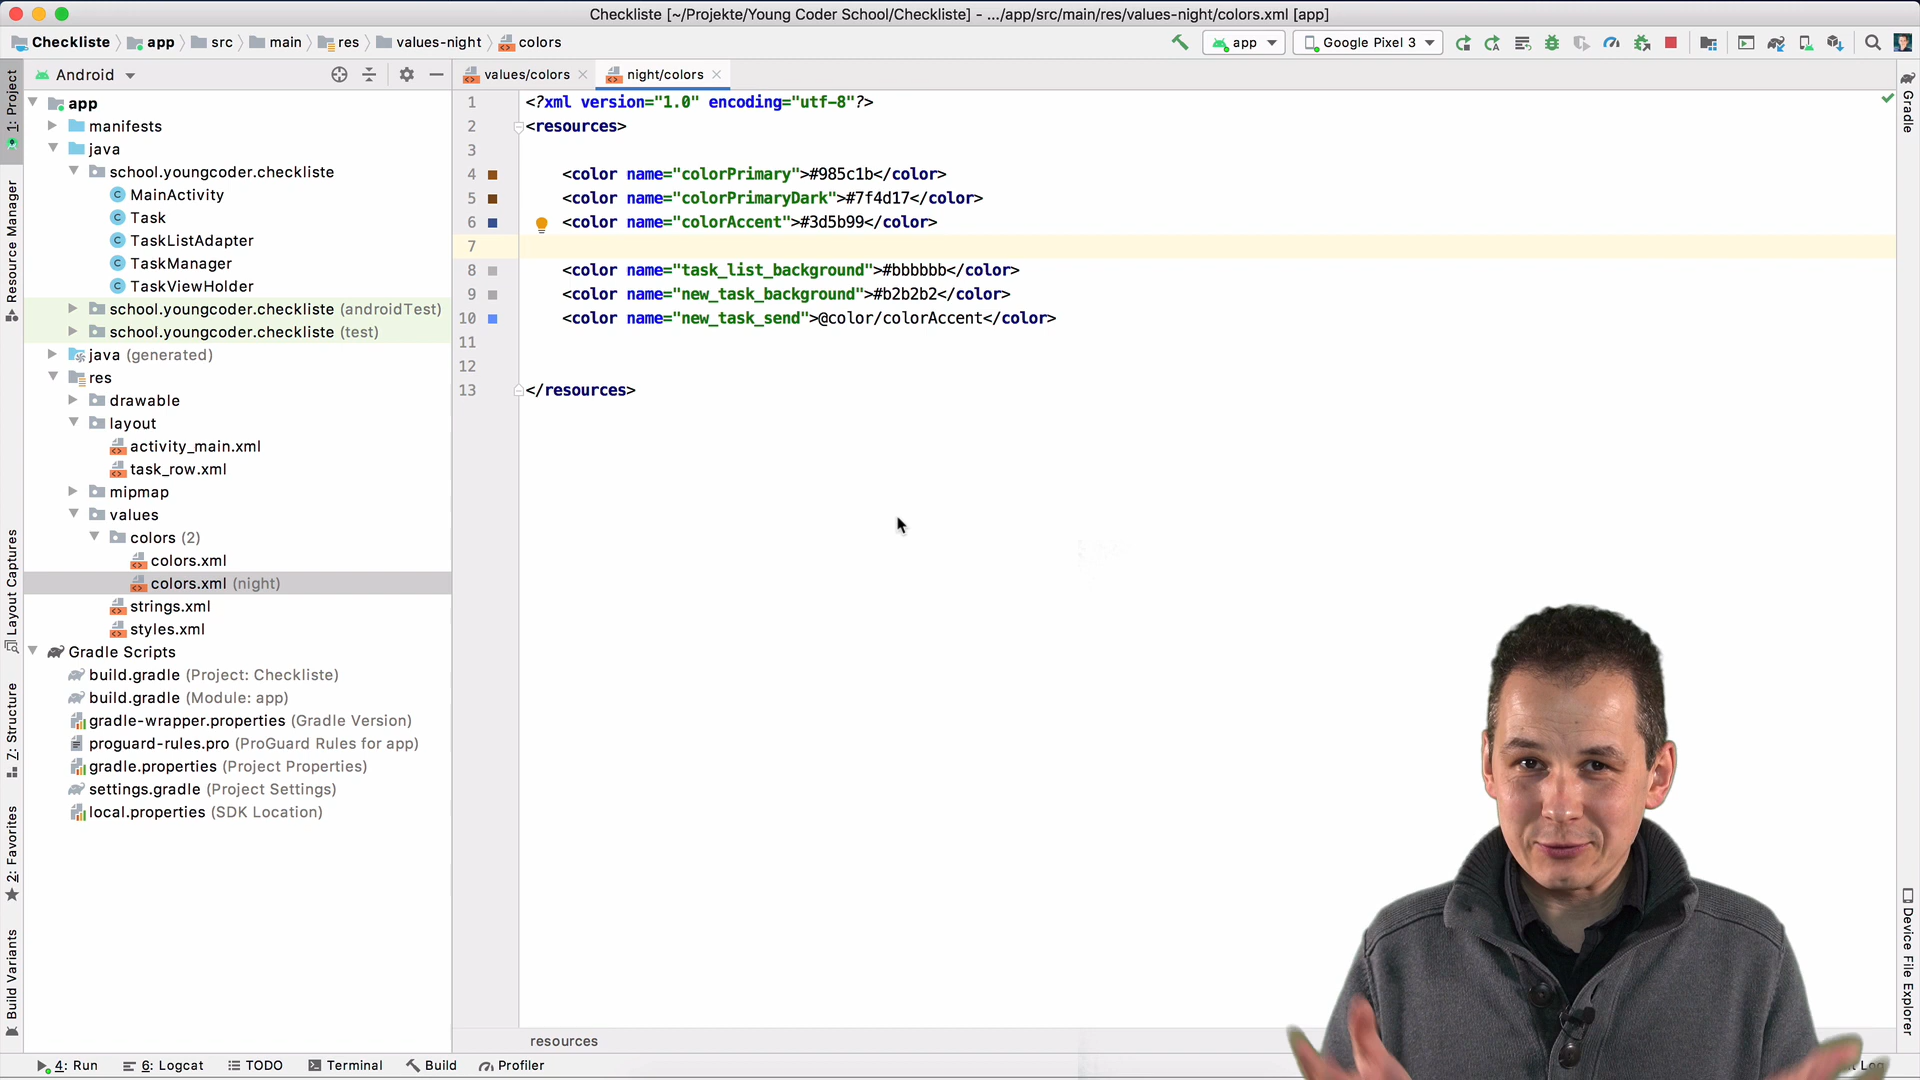 Checkliste [~/Projekte/Young Coder School/Checkliste] - .../app/src/main/res/values-night/colors.xml [app]
Checkliste app src main res values-night colors
app Google Pixel 3
1: Project
Resource Manager
Layout Captures
Z: Structure
2: Favorites
Build Variants
Android
app
manifests
java
school.youngcoder.checkliste
MainActivity
Task
TaskListAdapter
TaskManager
TaskViewHolder
school.youngcoder.checkliste (androidTest)
school.youngcoder.checkliste (test)
java (generated)
res
drawable
layout
activity_main.xml
task_row.xml
mipmap
values
colors (2)
colors.xml
colors.xml (night)
strings.xml
styles.xml
Gradle Scripts
build.gradle (Project: Checkliste)
build.gradle (Module: app)
gradle-wrapper.properties (Gradle Version)
proguard-rules.pro (ProGuard Rules for app)
gradle.properties (Project Properties)
settings.gradle (Project Settings)
local.properties (SDK Location)
values/colors night/colors
1 <?xml version="1.0" encoding="utf-8"?>
2 <resources>
3
4 <color name="colorPrimary">#985c1b</color>
5 <color name="colorPrimaryDark">#7f4d17</color>
6 <color name="colorAccent">#3d5b99</color>
7
8 <color name="task_list_background">#bbbbbb</color>
9 <color name="new_task_background">#b2b2b2</color>
10 <color name="new_task_send">@color/colorAccent</color>
11
12
13 </resources>
resources
Gradle
Device File Explorer
4: Run 6: Logcat TODO Terminal Build Profiler